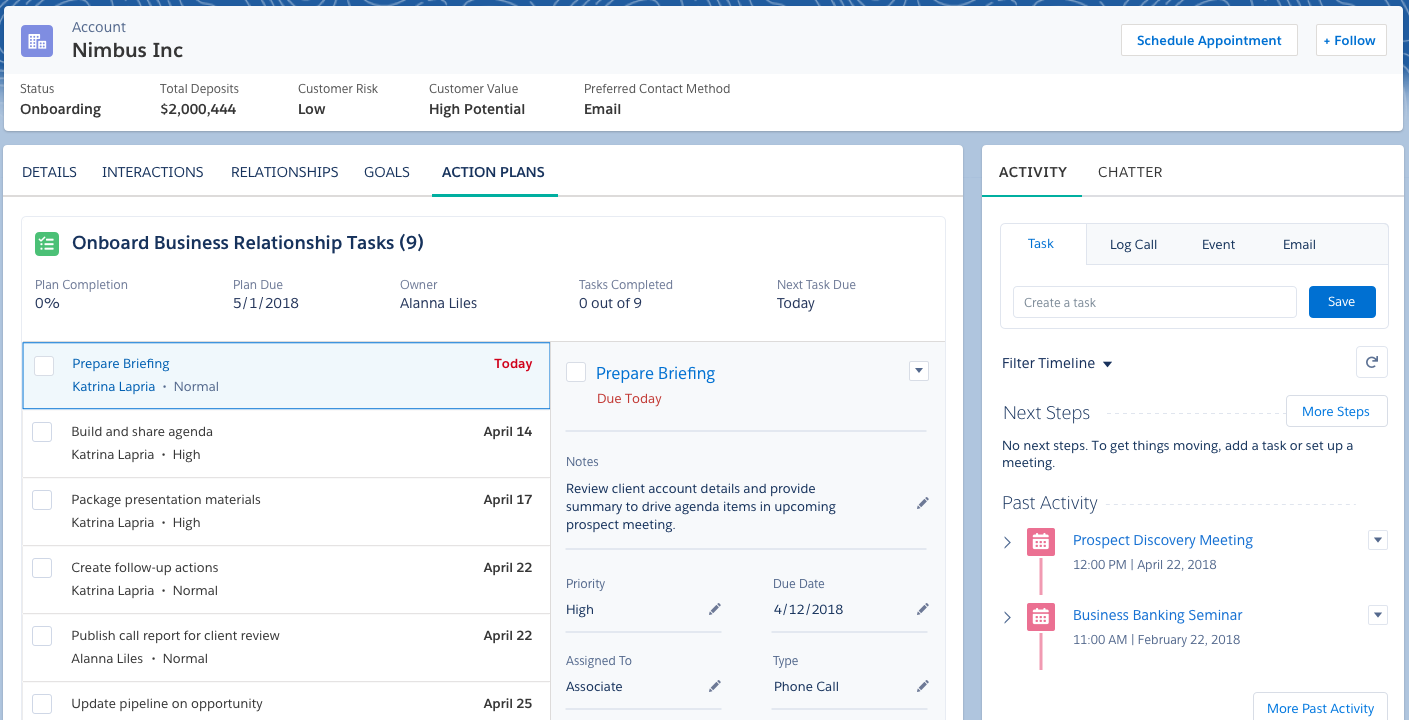 Account
Nimbus Inc
Schedule Appointment
+ Follow
Status
Total Deposits
Customer Risk
Customer Value
Preferred Contact Method
Onboarding
$2,000,444
Low
High Potential
Email
DETAILS
INTERACTIONS
RELATIONSHIPS
GOALS
ACTION PLANS
Onboard Business Relationship Tasks (9)
Plan Completion
Plan Due
Owner
Tasks Completed
Next Task Due
0%
5/1/2018
Alanna Liles
0 out of 9
Today
Prepare Briefing
Today
Katrina Lapria • Normal
Build and share agenda
April 14
Katrina Lapria • High
Package presentation materials
April 17
Katrina Lapria • High
Create follow-up actions
April 22
Katrina Lapria • Normal
Publish call report for client review
April 22
Alanna Liles • Normal
Update pipeline on opportunity
April 25
Prepare Briefing
Due Today
Notes
Review client account details and provide
summary to drive agenda items in upcoming
prospect meeting.
Priority
Due Date
High
4/12/2018
Assigned To
Type
Associate
Phone Call
ACTIVITY
CHATTER
Task
Log Call
Event
Email
Create a task
Save
Filter Timeline
Next Steps
More Steps
No next steps. To get things moving, add a task or set up a
meeting.
Past Activity
Prospect Discovery Meeting
12:00 PM | April 22, 2018
Business Banking Seminar
11:00 AM | February 22, 2018
More Past Activity